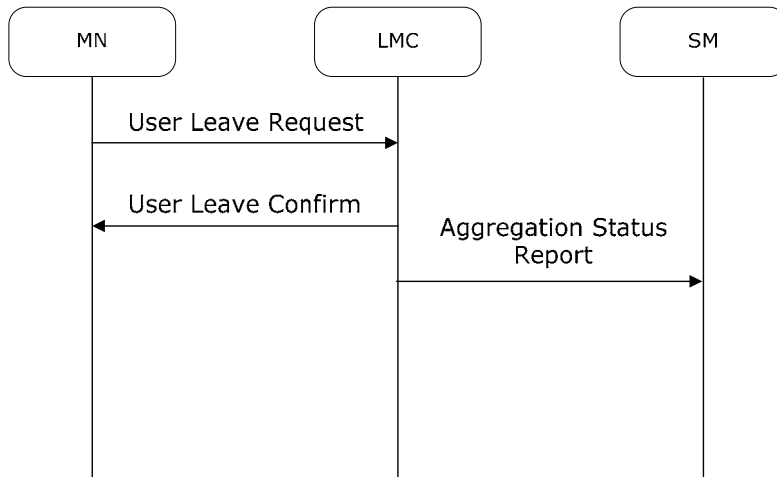 MN
LMC
SM
User Leave Request
User Leave Confirm
Aggregation Status
Report